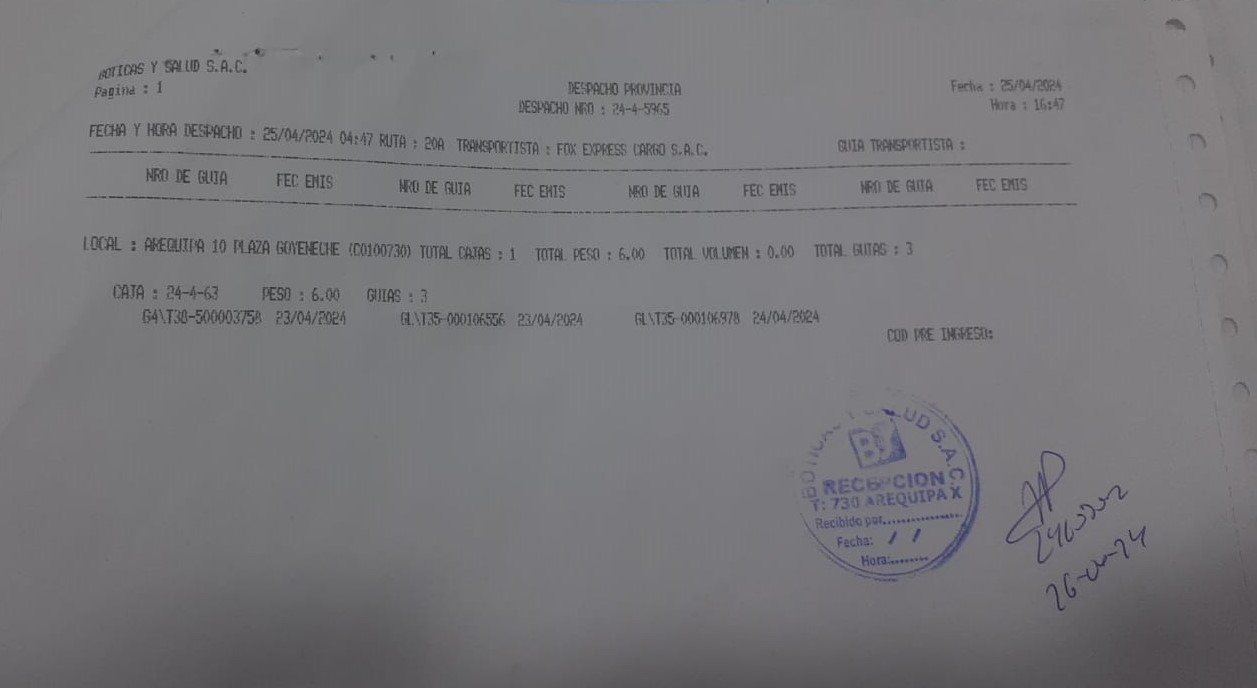 BOTICAS Y SALUD S.A.C.
Pagina : 1
DESPACHO PROVINCIA
DESPACHO NRO : 24-4-5965
Fecha : 25/04/2024
Hora : 16:47
FECHA Y HORA DESPACHO : 25/04/2024 04:47 RUTA : 20A TRANSPORTISTA : FOX EXPRESS CARGO S.A.C. GUIA TRANSPORTISTA :
NRO DE GUIA FEC EMIS NRO DE GUIA FEC EMIS NRO DE GUIA FEC EMIS NRO DE GUIA FEC EMIS
LOCAL : AREQUIPA 10 PLAZA GOYENECHE (C0100730) TOTAL CAJAS : 1 TOTAL PESO : 6.00 TOTAL VOLUMEN : 0.00 TOTAL GUIAS : 3
CAJA : 24-4-63 PESO : 6.00 GUIAS : 3
G4\T38-500003758 23/04/2024 GL\T35-000106556 23/04/2024 GL\T35-000106978 24/04/2024
COD PRE INGRESO:
BOTICAS Y SALUD S.A.C.
BS
RECEPCION
T: 730 AREQUIPA X
Recibido por.................
Fecha: / /
Hora:........
26-04-24